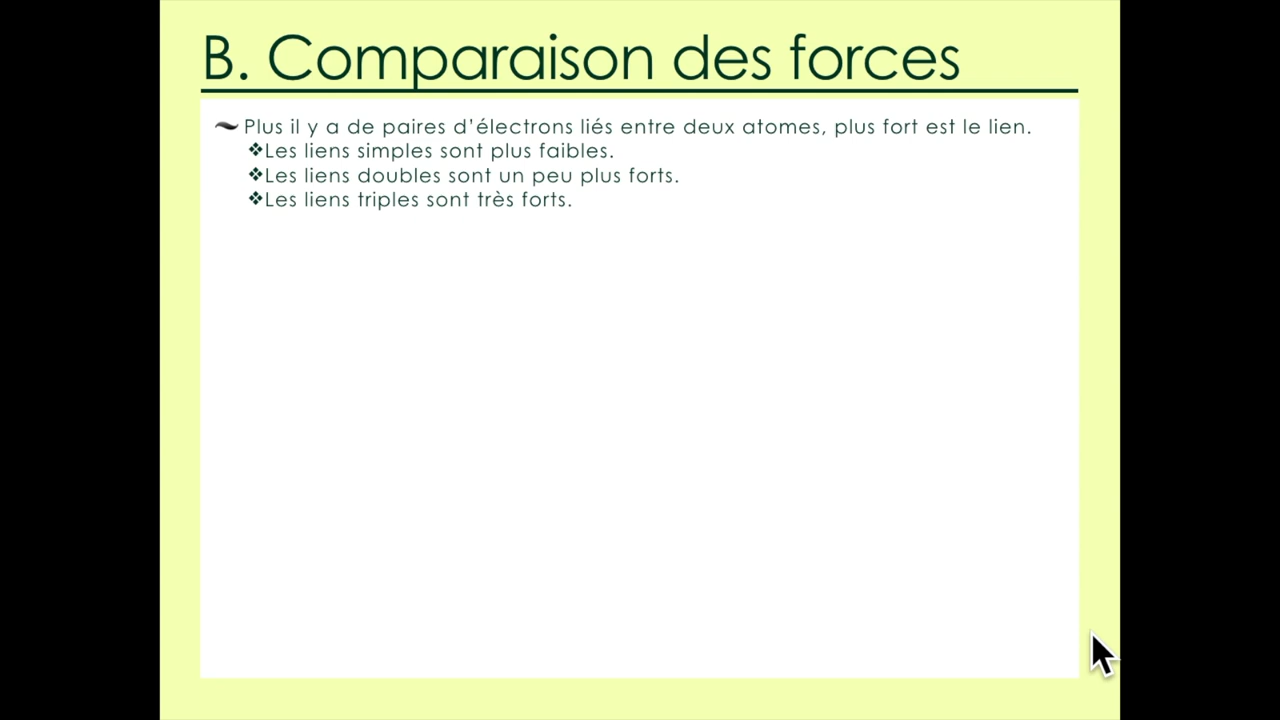 B. Comparaison des forces
Plus il y a de paires d'électrons liés entre deux atomes, plus fort est le lien.
❖Les liens simples sont plus faibles.
❖Les liens doubles sont un peu plus forts.
❖Les liens triples sont très forts.